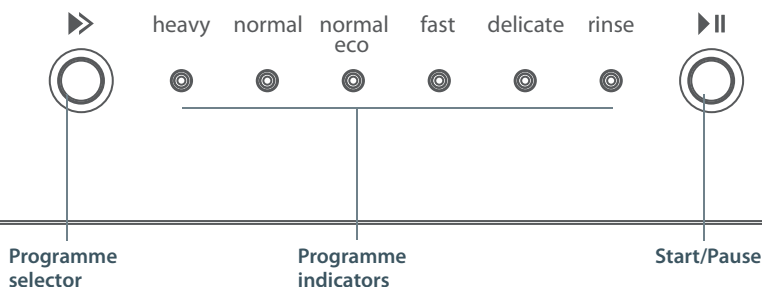 heavy normal normal fast delicate rinse
eco
Programme Programme Start/Pause
selector indicators